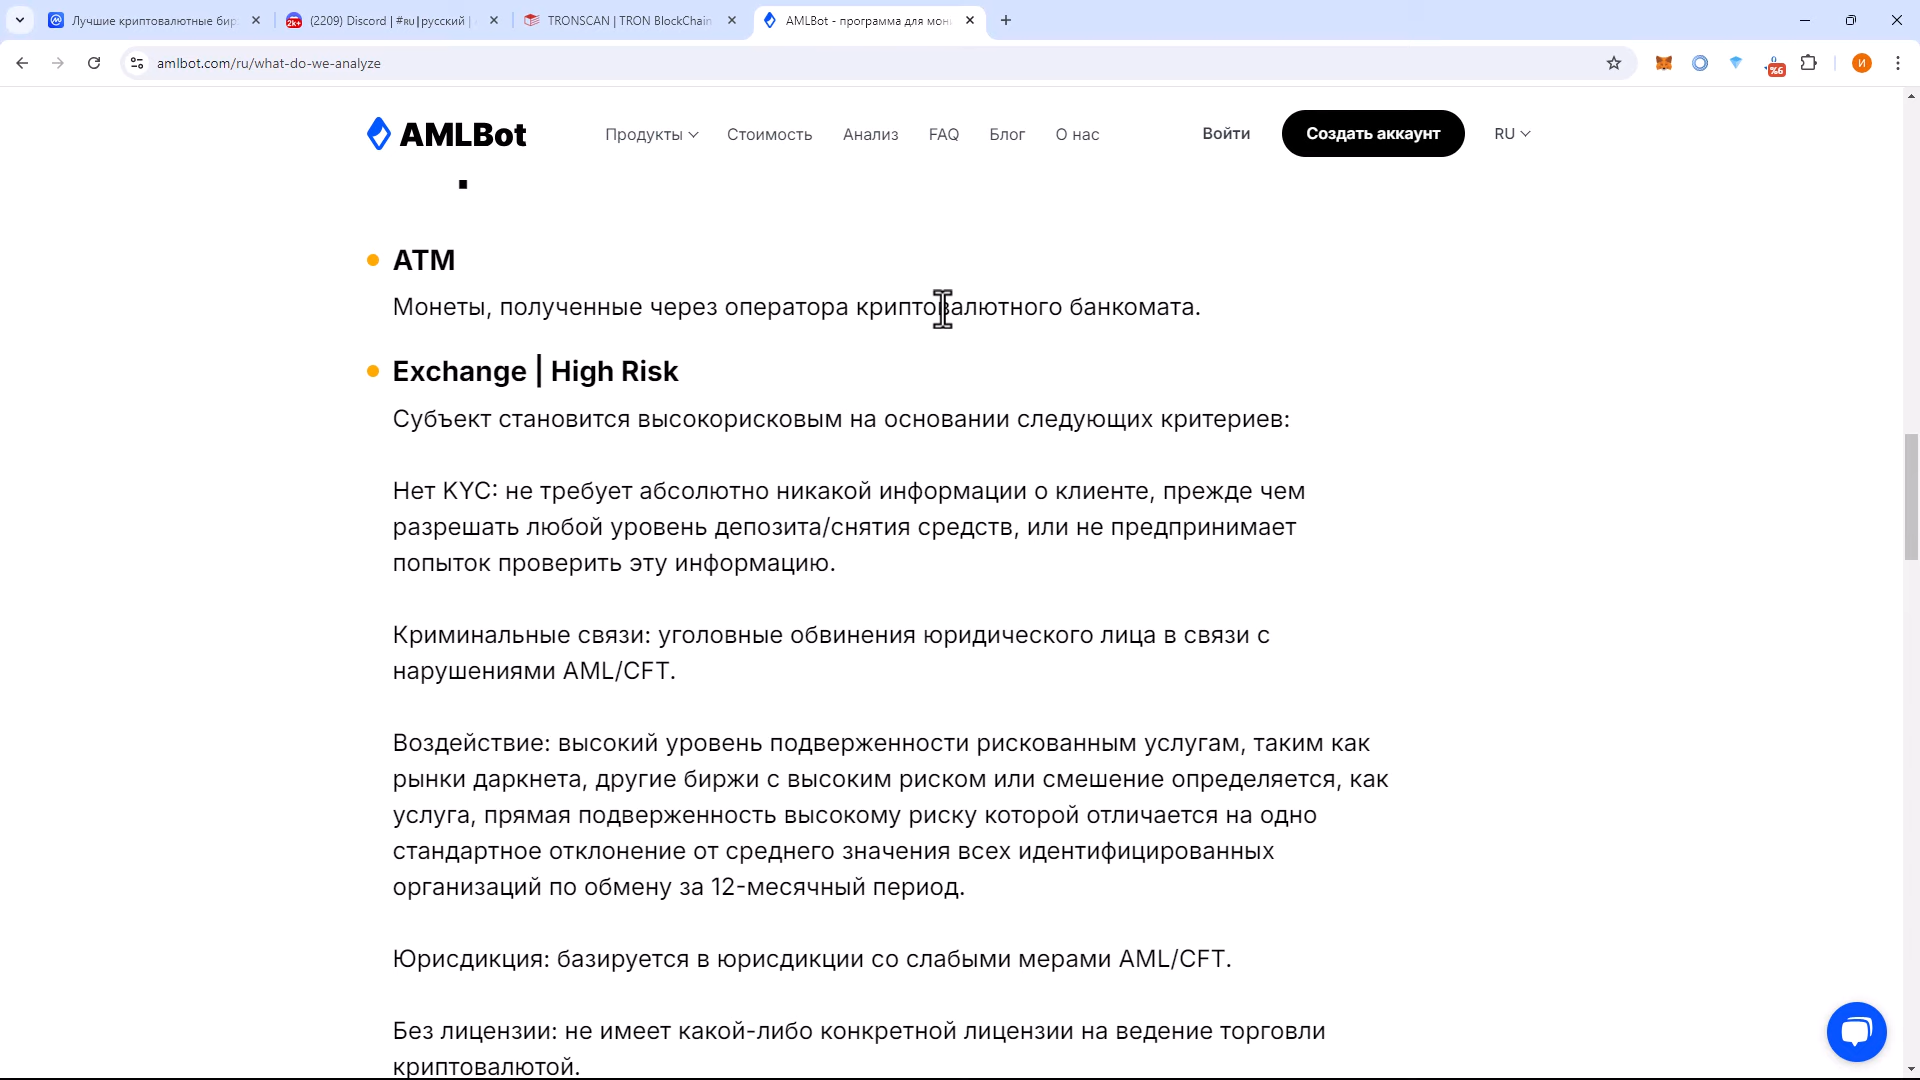 Лучшие криптовалютные бир
(2209) Discord | #ru|русский |
TRONSCAN | TRON BlockChain
AMLBot - программа для мон
amlbot.com/ru/what-do-we-analyze
%6
И
AMLBot
Продукты
Стоимость
Анализ
FAQ
Блог
О нас
Войти
Создать аккаунт
RU
ATM
Монеты, полученные через оператора криптовалютного банкомата.
Exchange | High Risk
Субъект становится высокорисковым на основании следующих критериев:
Нет KYC: не требует абсолютно никакой информации о клиенте, прежде чем
разрешать любой уровень депозита/снятия средств, или не предпринимает
попыток проверить эту информацию.
Криминальные связи: уголовные обвинения юридического лица в связи с
нарушениями AML/CFT.
Воздействие: высокий уровень подверженности рискованным услугам, таким как
рынки даркнета, другие биржи с высоким риском или смешение определяется, как
услуга, прямая подверженность высокому риску которой отличается на одно
стандартное отклонение от среднего значения всех идентифицированных
организаций по обмену за 12-месячный период.
Юрисдикция: базируется в юрисдикции со слабыми мерами AML/CFT.
Без лицензии: не имеет какой-либо конкретной лицензии на ведение торговли
криптовалютой.